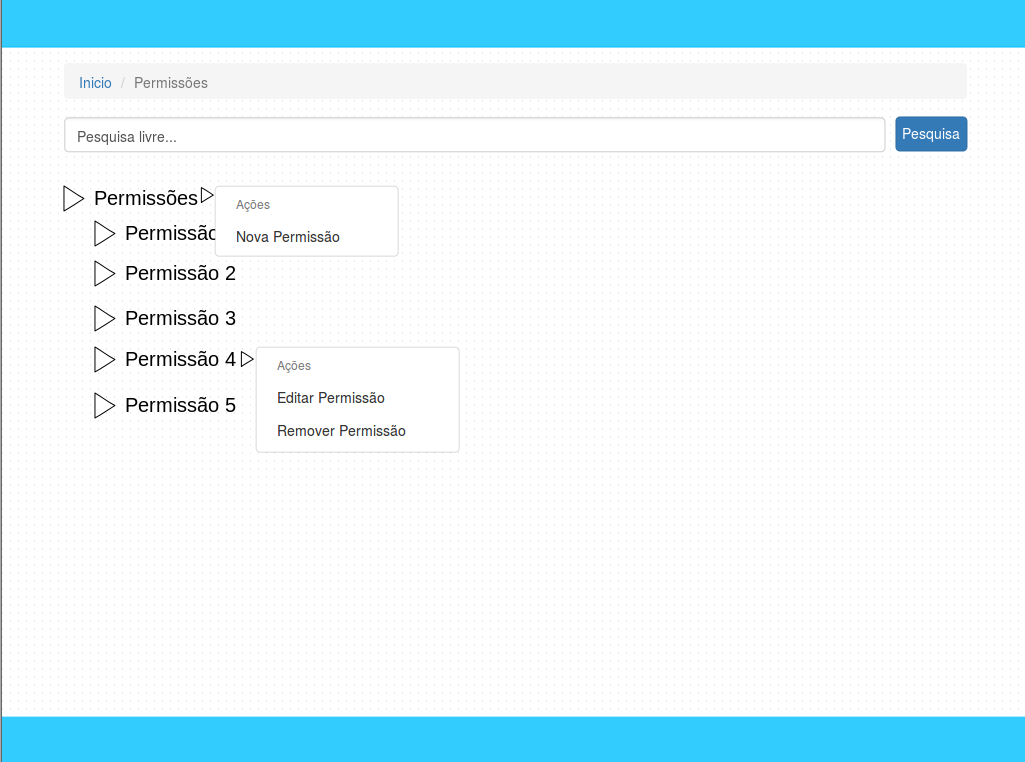 Inicio / Permissões
Pesquisa livre...
Pesquisa
Permissões
Ações
Nova Permissão
Permissão
Permissão 2
Permissão 3
Permissão 4
Ações
Editar Permissão
Remover Permissão
Permissão 5